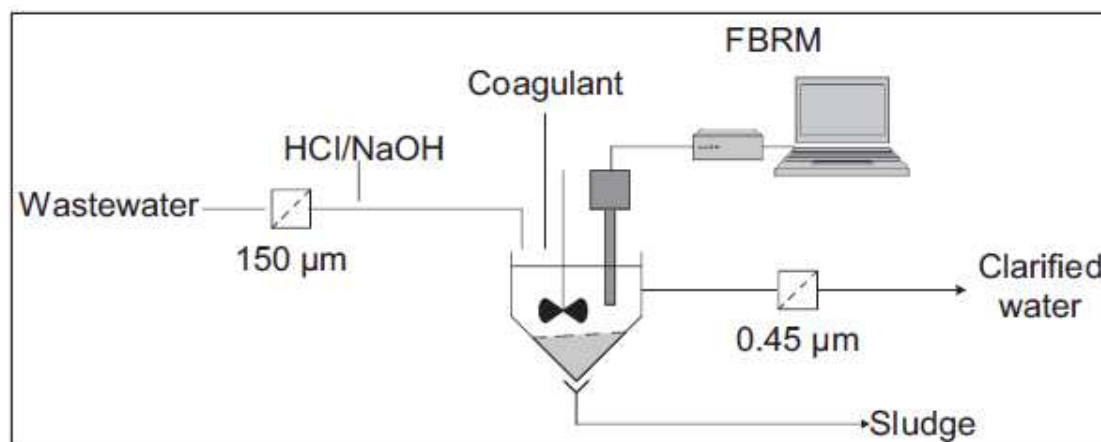 FBRM
Coagulant
HCl/NaOH
Wastewater
150 µm
Clarified
water
0.45 µm
Sludge